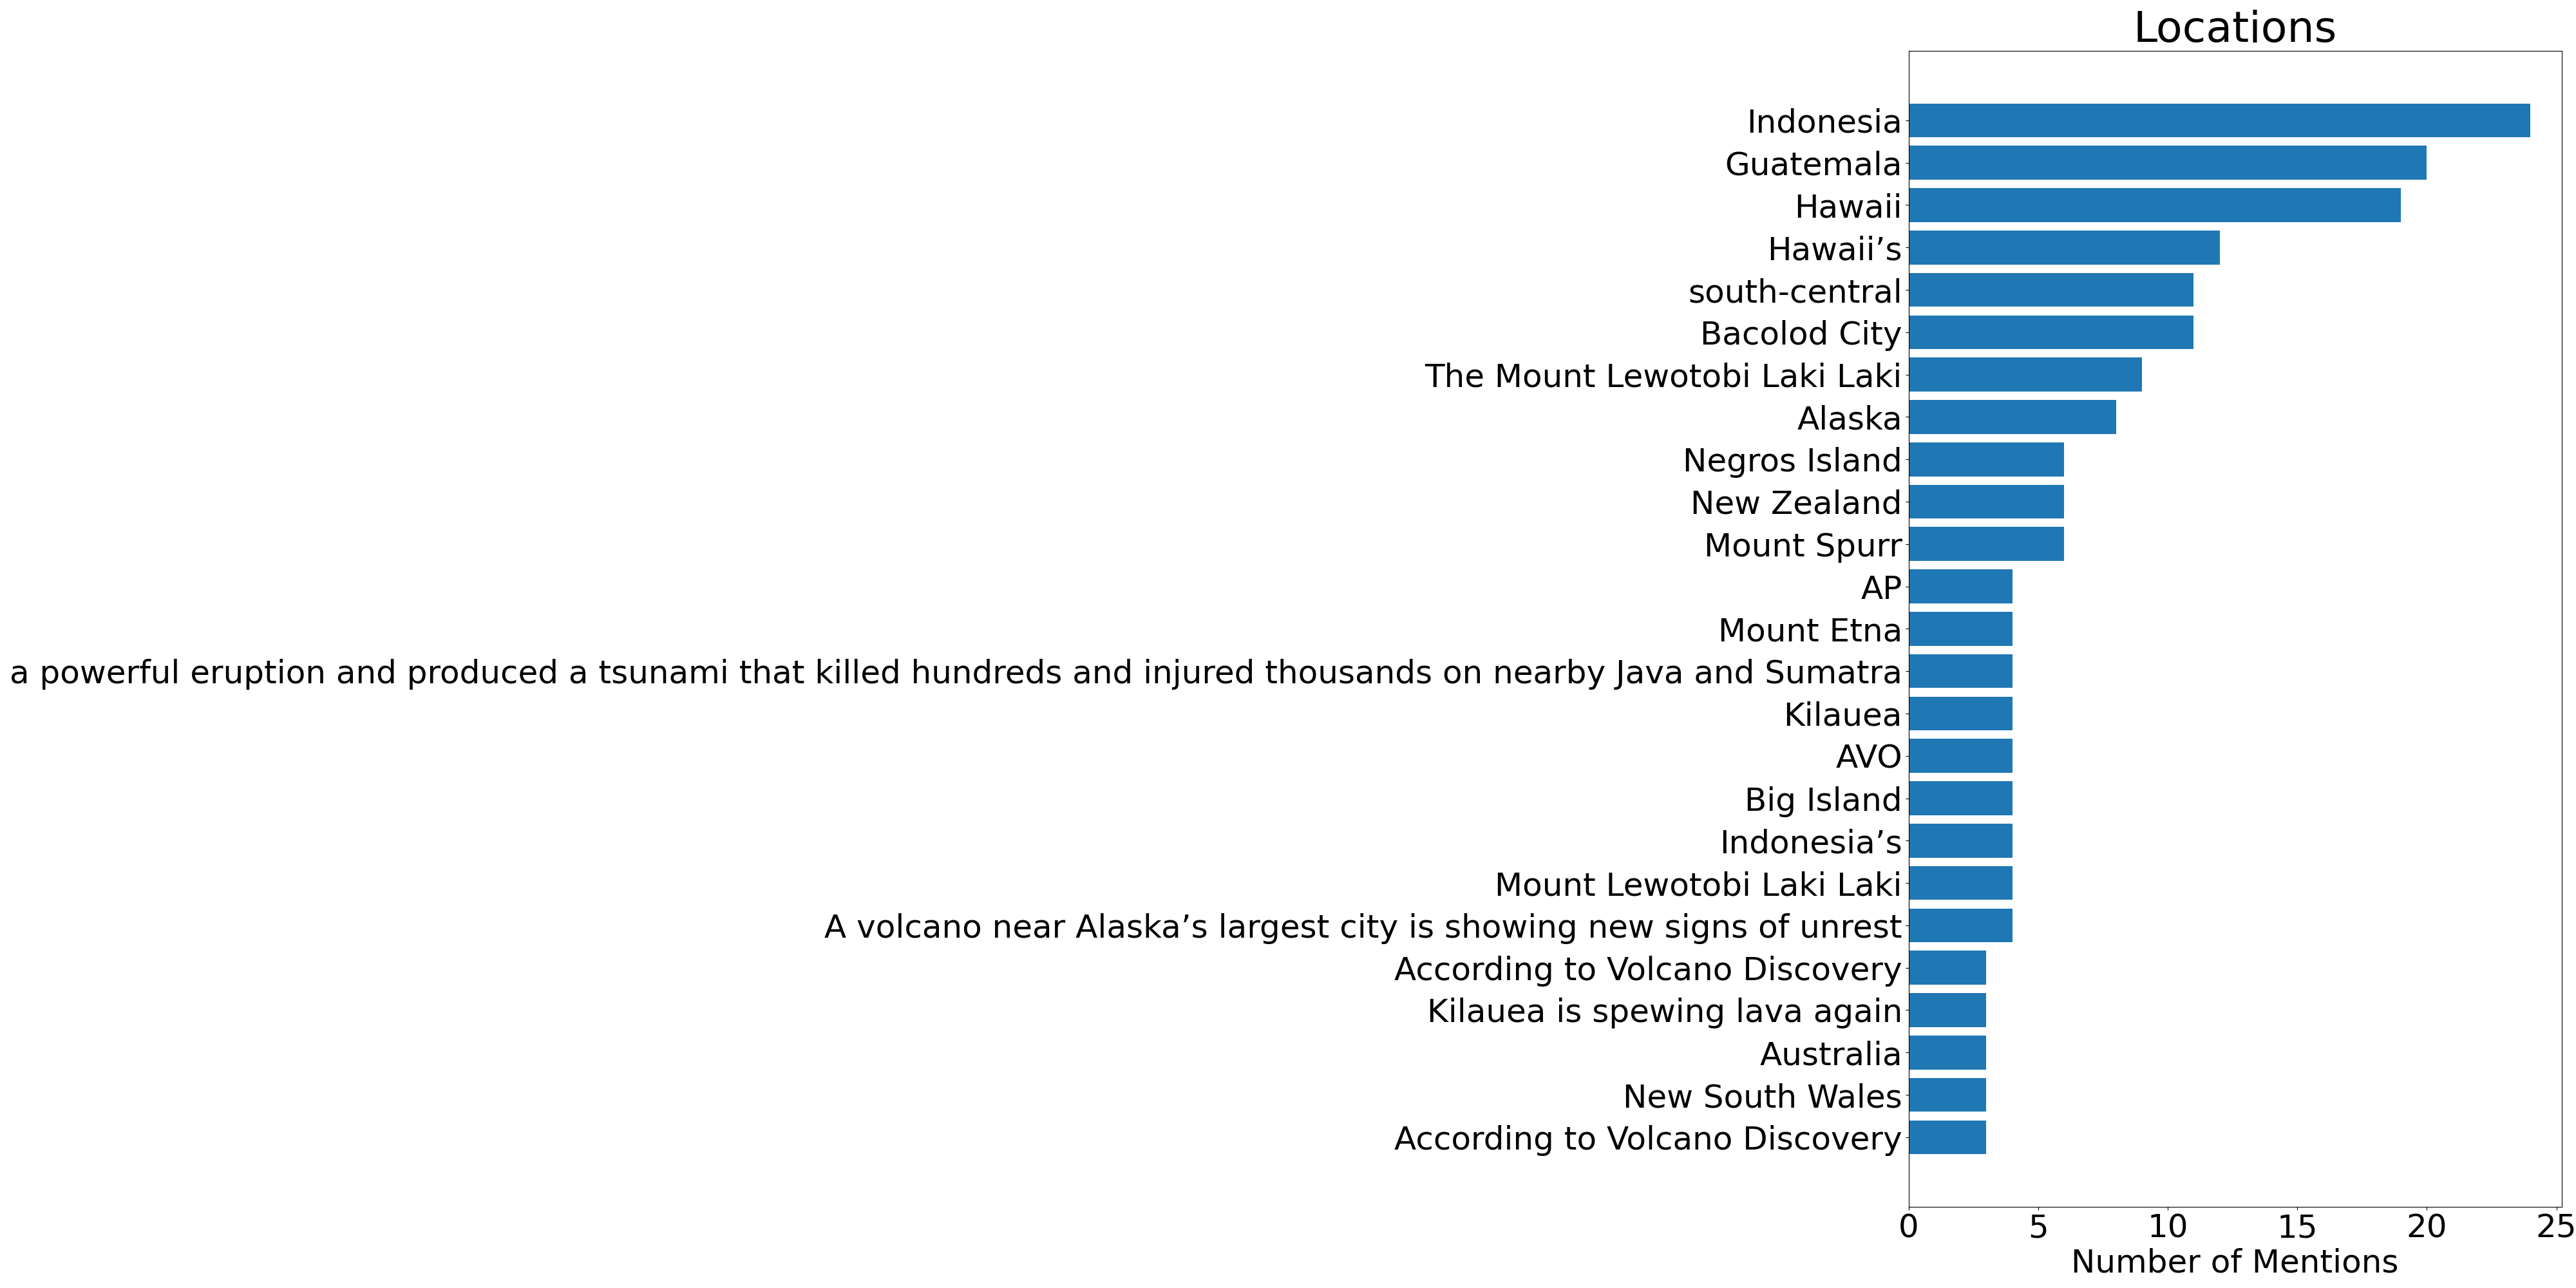 Locations
Indonesia
Guatemala
Hawaii
Hawaii’s
south-central
Bacolod City
The Mount Lewotobi Laki Laki
Alaska
Negros Island
New Zealand
Mount Spurr
AP
Mount Etna
a powerful eruption and produced a tsunami that killed hundreds and injured thousands on nearby Java and Sumatra
Kilauea
AVO
Big Island
Indonesia’s
Mount Lewotobi Laki Laki
A volcano near Alaska’s largest city is showing new signs of unrest
According to Volcano Discovery
Kilauea is spewing lava again
Australia
New South Wales
According to Volcano Discovery
0 5 10 15 20 25
Number of Mentions